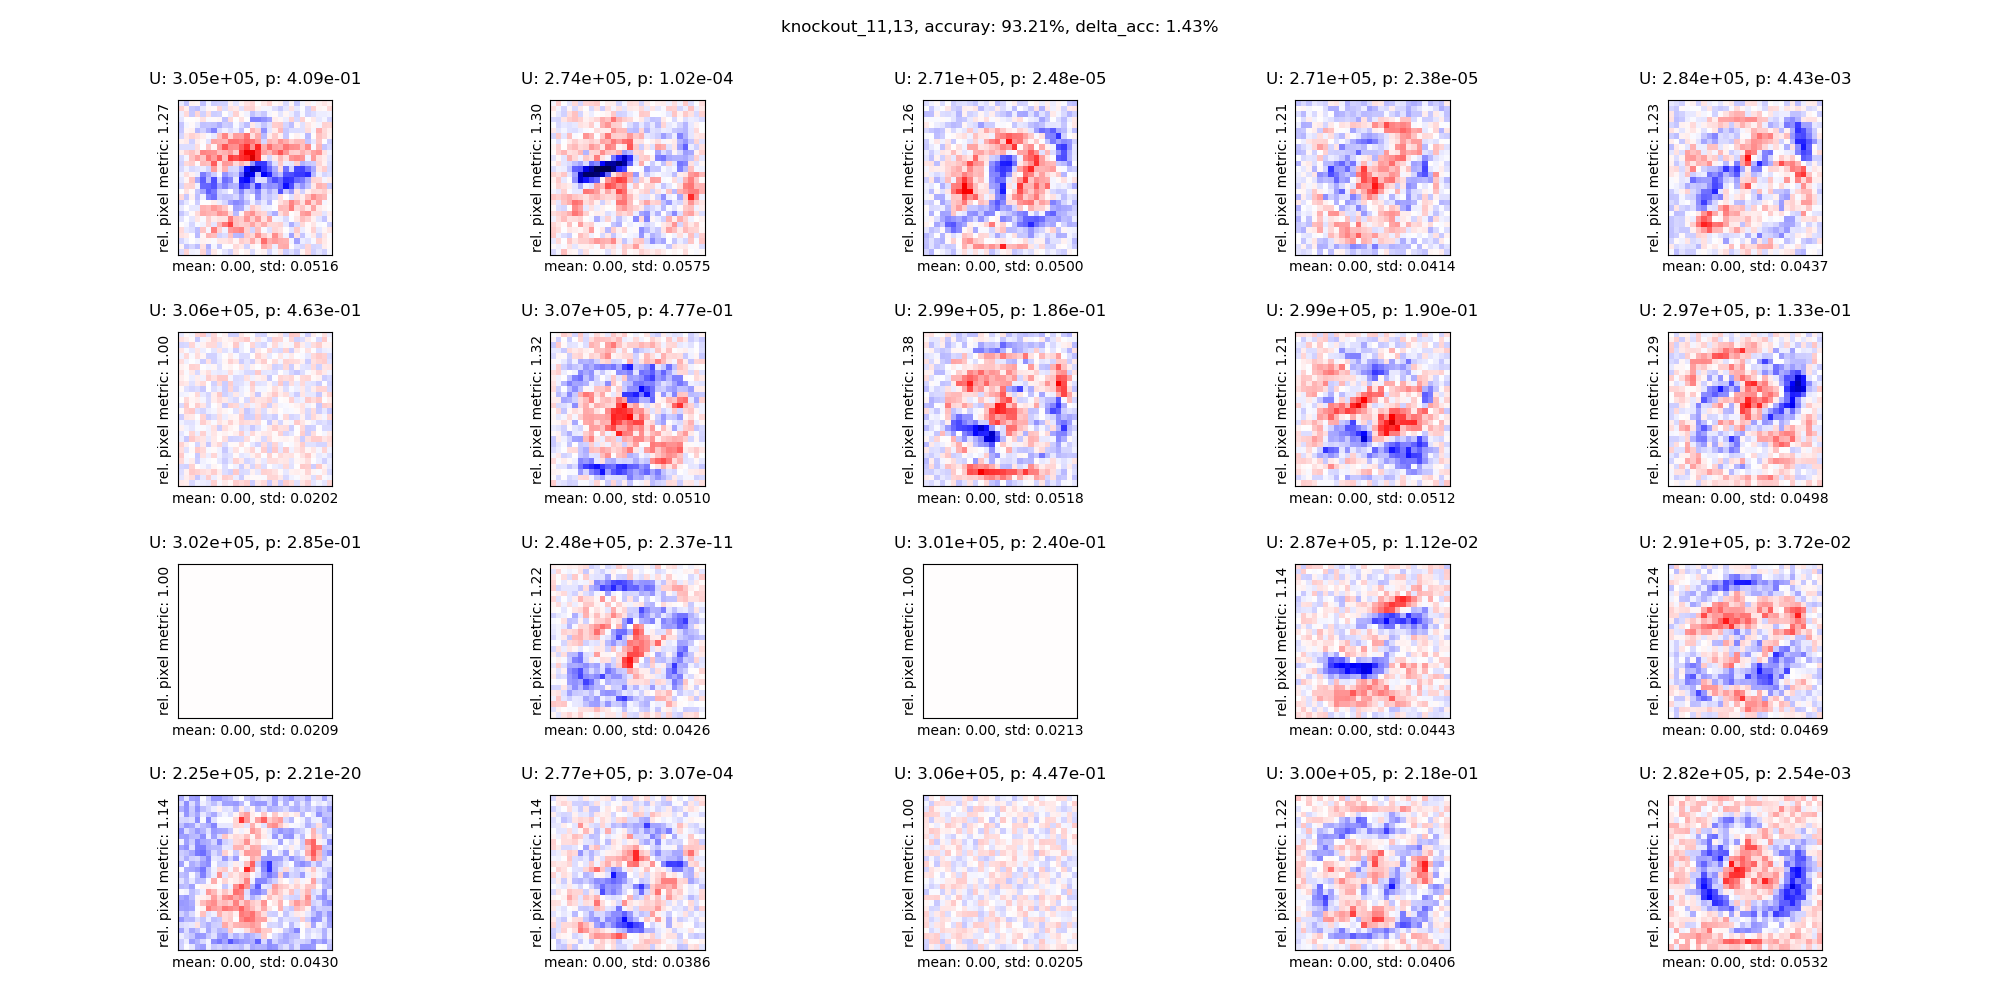 knockout_11,13, accuray: 93.21%, delta_acc: 1.43%
U: 3.05e+05, p: 4.09e-01
rel. pixel metric: 1.27
mean: 0.00, std: 0.0516
U: 2.74e+05, p: 1.02e-04
rel. pixel metric: 1.30
mean: 0.00, std: 0.0575
U: 2.71e+05, p: 2.48e-05
rel. pixel metric: 1.26
mean: 0.00, std: 0.0500
U: 2.71e+05, p: 2.38e-05
rel. pixel metric: 1.21
mean: 0.00, std: 0.0414
U: 2.84e+05, p: 4.43e-03
rel. pixel metric: 1.23
mean: 0.00, std: 0.0437
U: 3.06e+05, p: 4.63e-01
rel. pixel metric: 1.00
mean: 0.00, std: 0.0202
U: 3.07e+05, p: 4.77e-01
rel. pixel metric: 1.32
mean: 0.00, std: 0.0510
U: 2.99e+05, p: 1.86e-01
rel. pixel metric: 1.38
mean: 0.00, std: 0.0518
U: 2.99e+05, p: 1.90e-01
rel. pixel metric: 1.21
mean: 0.00, std: 0.0512
U: 2.97e+05, p: 1.33e-01
rel. pixel metric: 1.29
mean: 0.00, std: 0.0498
U: 3.02e+05, p: 2.85e-01
rel. pixel metric: 1.00
mean: 0.00, std: 0.0209
U: 2.48e+05, p: 2.37e-11
rel. pixel metric: 1.22
mean: 0.00, std: 0.0426
U: 3.01e+05, p: 2.40e-01
rel. pixel metric: 1.00
mean: 0.00, std: 0.0213
U: 2.87e+05, p: 1.12e-02
rel. pixel metric: 1.14
mean: 0.00, std: 0.0443
U: 2.91e+05, p: 3.72e-02
rel. pixel metric: 1.24
mean: 0.00, std: 0.0469
U: 2.25e+05, p: 2.21e-20
rel. pixel metric: 1.14
mean: 0.00, std: 0.0430
U: 2.77e+05, p: 3.07e-04
rel. pixel metric: 1.14
mean: 0.00, std: 0.0386
U: 3.06e+05, p: 4.47e-01
rel. pixel metric: 1.00
mean: 0.00, std: 0.0205
U: 3.00e+05, p: 2.18e-01
rel. pixel metric: 1.22
mean: 0.00, std: 0.0406
U: 2.82e+05, p: 2.54e-03
rel. pixel metric: 1.22
mean: 0.00, std: 0.0532